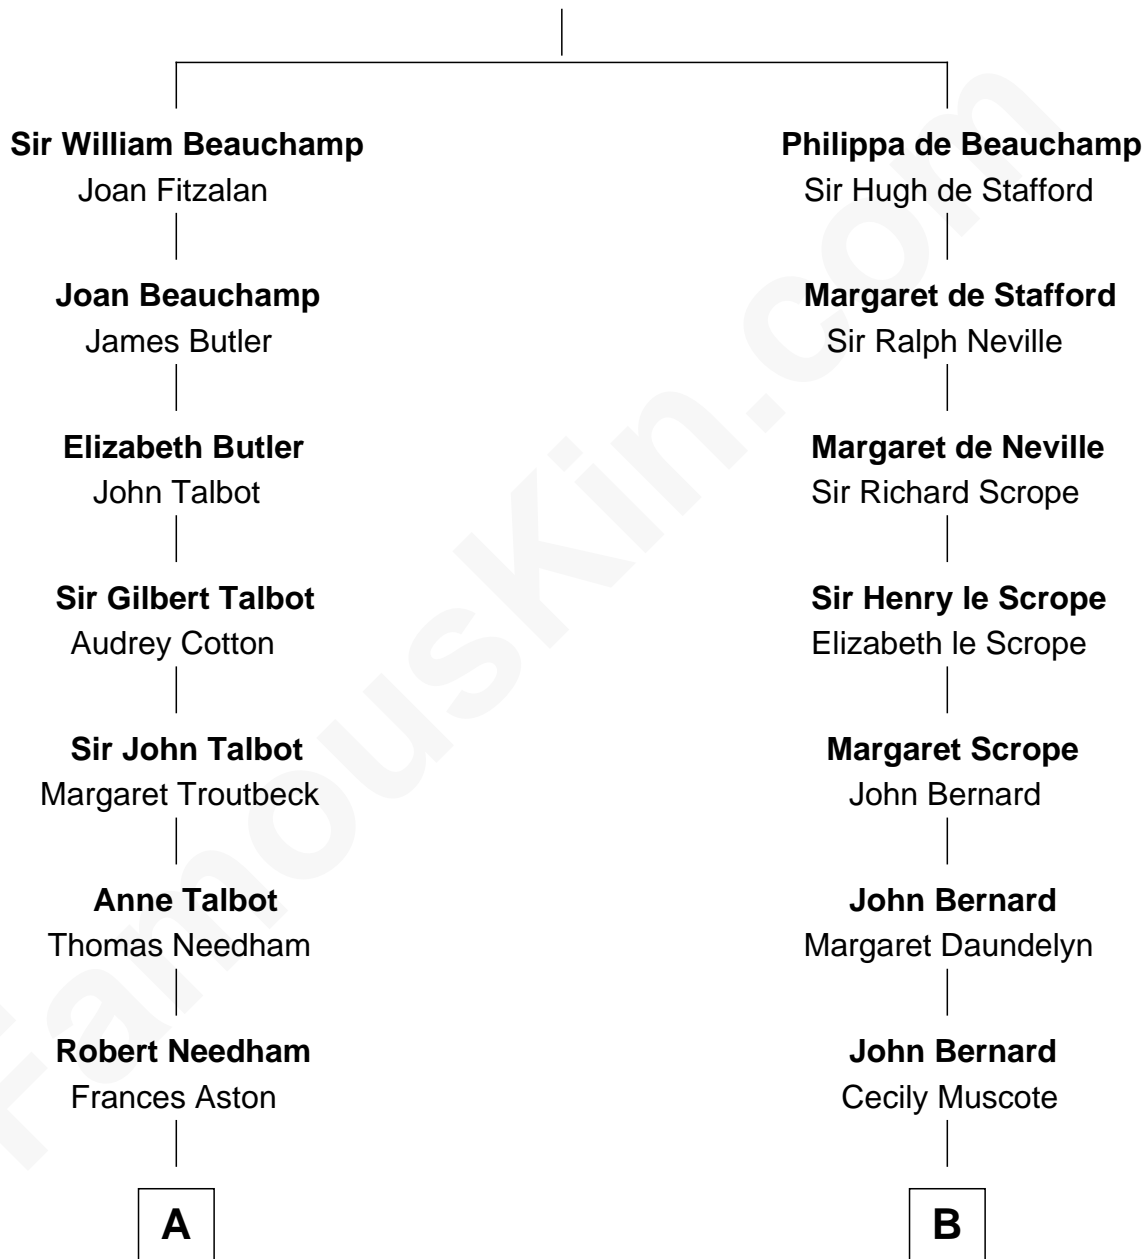 Sir William Beauchamp
Joan Fitzalan
Joan Beauchamp
James Butler
Elizabeth Butler
John Talbot
Sir Gilbert Talbot
Audrey Cotton
Sir John Talbot
Margaret Troutbeck
Anne Talbot
Thomas Needham
Robert Needham
Frances Aston
A
Philippa de Beauchamp
Sir Hugh de Stafford
Margaret de Stafford
Sir Ralph Neville
Margaret de Neville
Sir Richard Scrope
Sir Henry le Scrope
Elizabeth le Scrope
Margaret Scrope
John Bernard
John Bernard
Margaret Daundelyn
John Bernard
Cecily Muscote
B
FamousKin.com